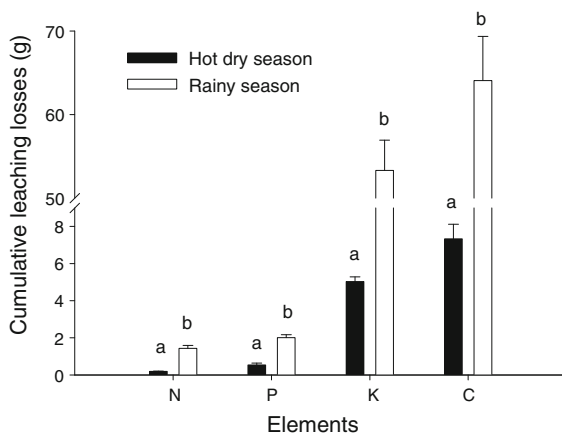 70
Hot dry season
Rainy season
60
50
8
6
4
2
0
Cumulative leaching losses (g)
a b a b a b a b
N P K C
Elements